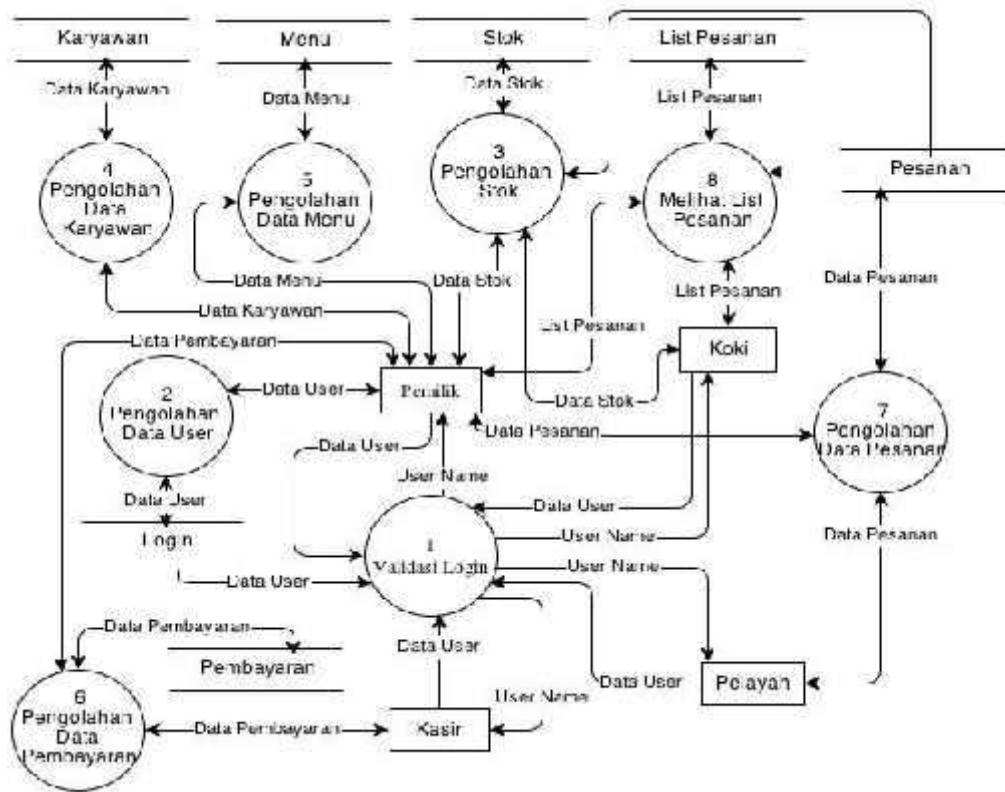 Karyawan
Menu
Stok
List Pesanan
Data Karyawan
Data Menu
Data Stok
List Pesanan
4
Pengolahan
Data
Karyawan
5
Pengolahan
Data Menu
3
Pengolahan
Stok
8
Melihat List
Pesanan
Pesanan
Data Menu
Data Stok
List Pesanan
Data Pesanan
Data Karyawan
List Pesanan
Data Pembayaran
Koki
Pemilik
Data User
Data Stok
2
Pengolahan
Data User
Data Pesanan
7
Pengolahan
Data Pesanan
Data User
User Name
Data User
Data User
Login
User Name
Data Pesanan
1
Validasi Login
User Name
Data User
Data Pembayaran
Data User
Pembayaran
Data User
Pelayan
6
Pengolahan
Data
Pembayaran
User Name
Data Pembayaran
Kasir